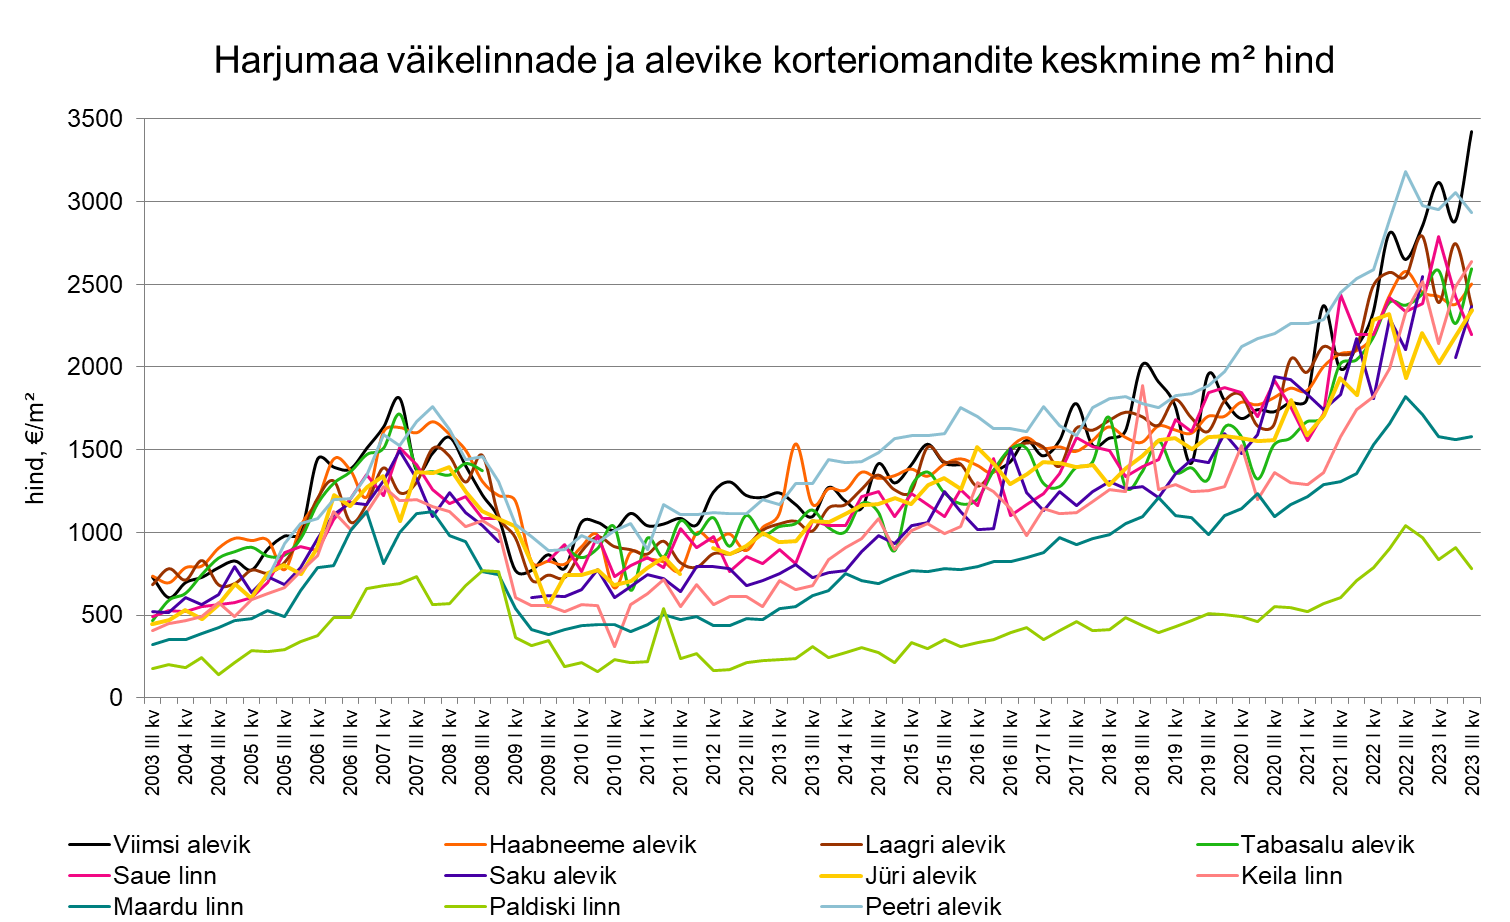 Harjumaa väikelinnade ja alevike korteriomandite keskmine m² hind
hind, €/m²
3500
3000
2500
2000
1500
1000
500
0
2003 III kv
2004 I kv
2004 III kv
2005 I kv
2005 III kv
2006 I kv
2006 III kv
2007 I kv
2007 III kv
2008 I kv
2008 III kv
2009 I kv
2009 III kv
2010 I kv
2010 III kv
2011 I kv
2011 III kv
2012 I kv
2012 III kv
2013 I kv
2013 III kv
2014 I kv
2014 III kv
2015 I kv
2015 III kv
2016 I kv
2016 III kv
2017 I kv
2017 III kv
2018 I kv
2018 III kv
2019 I kv
2019 III kv
2020 I kv
2020 III kv
2021 I kv
2021 III kv
2022 I kv
2022 III kv
2023 I kv
2023 III kv
Viimsi alevik Haabneeme alevik Laagri alevik Tabasalu alevik
Saue linn Saku alevik Jüri alevik Keila linn
Maardu linn Paldiski linn Peetri alevik